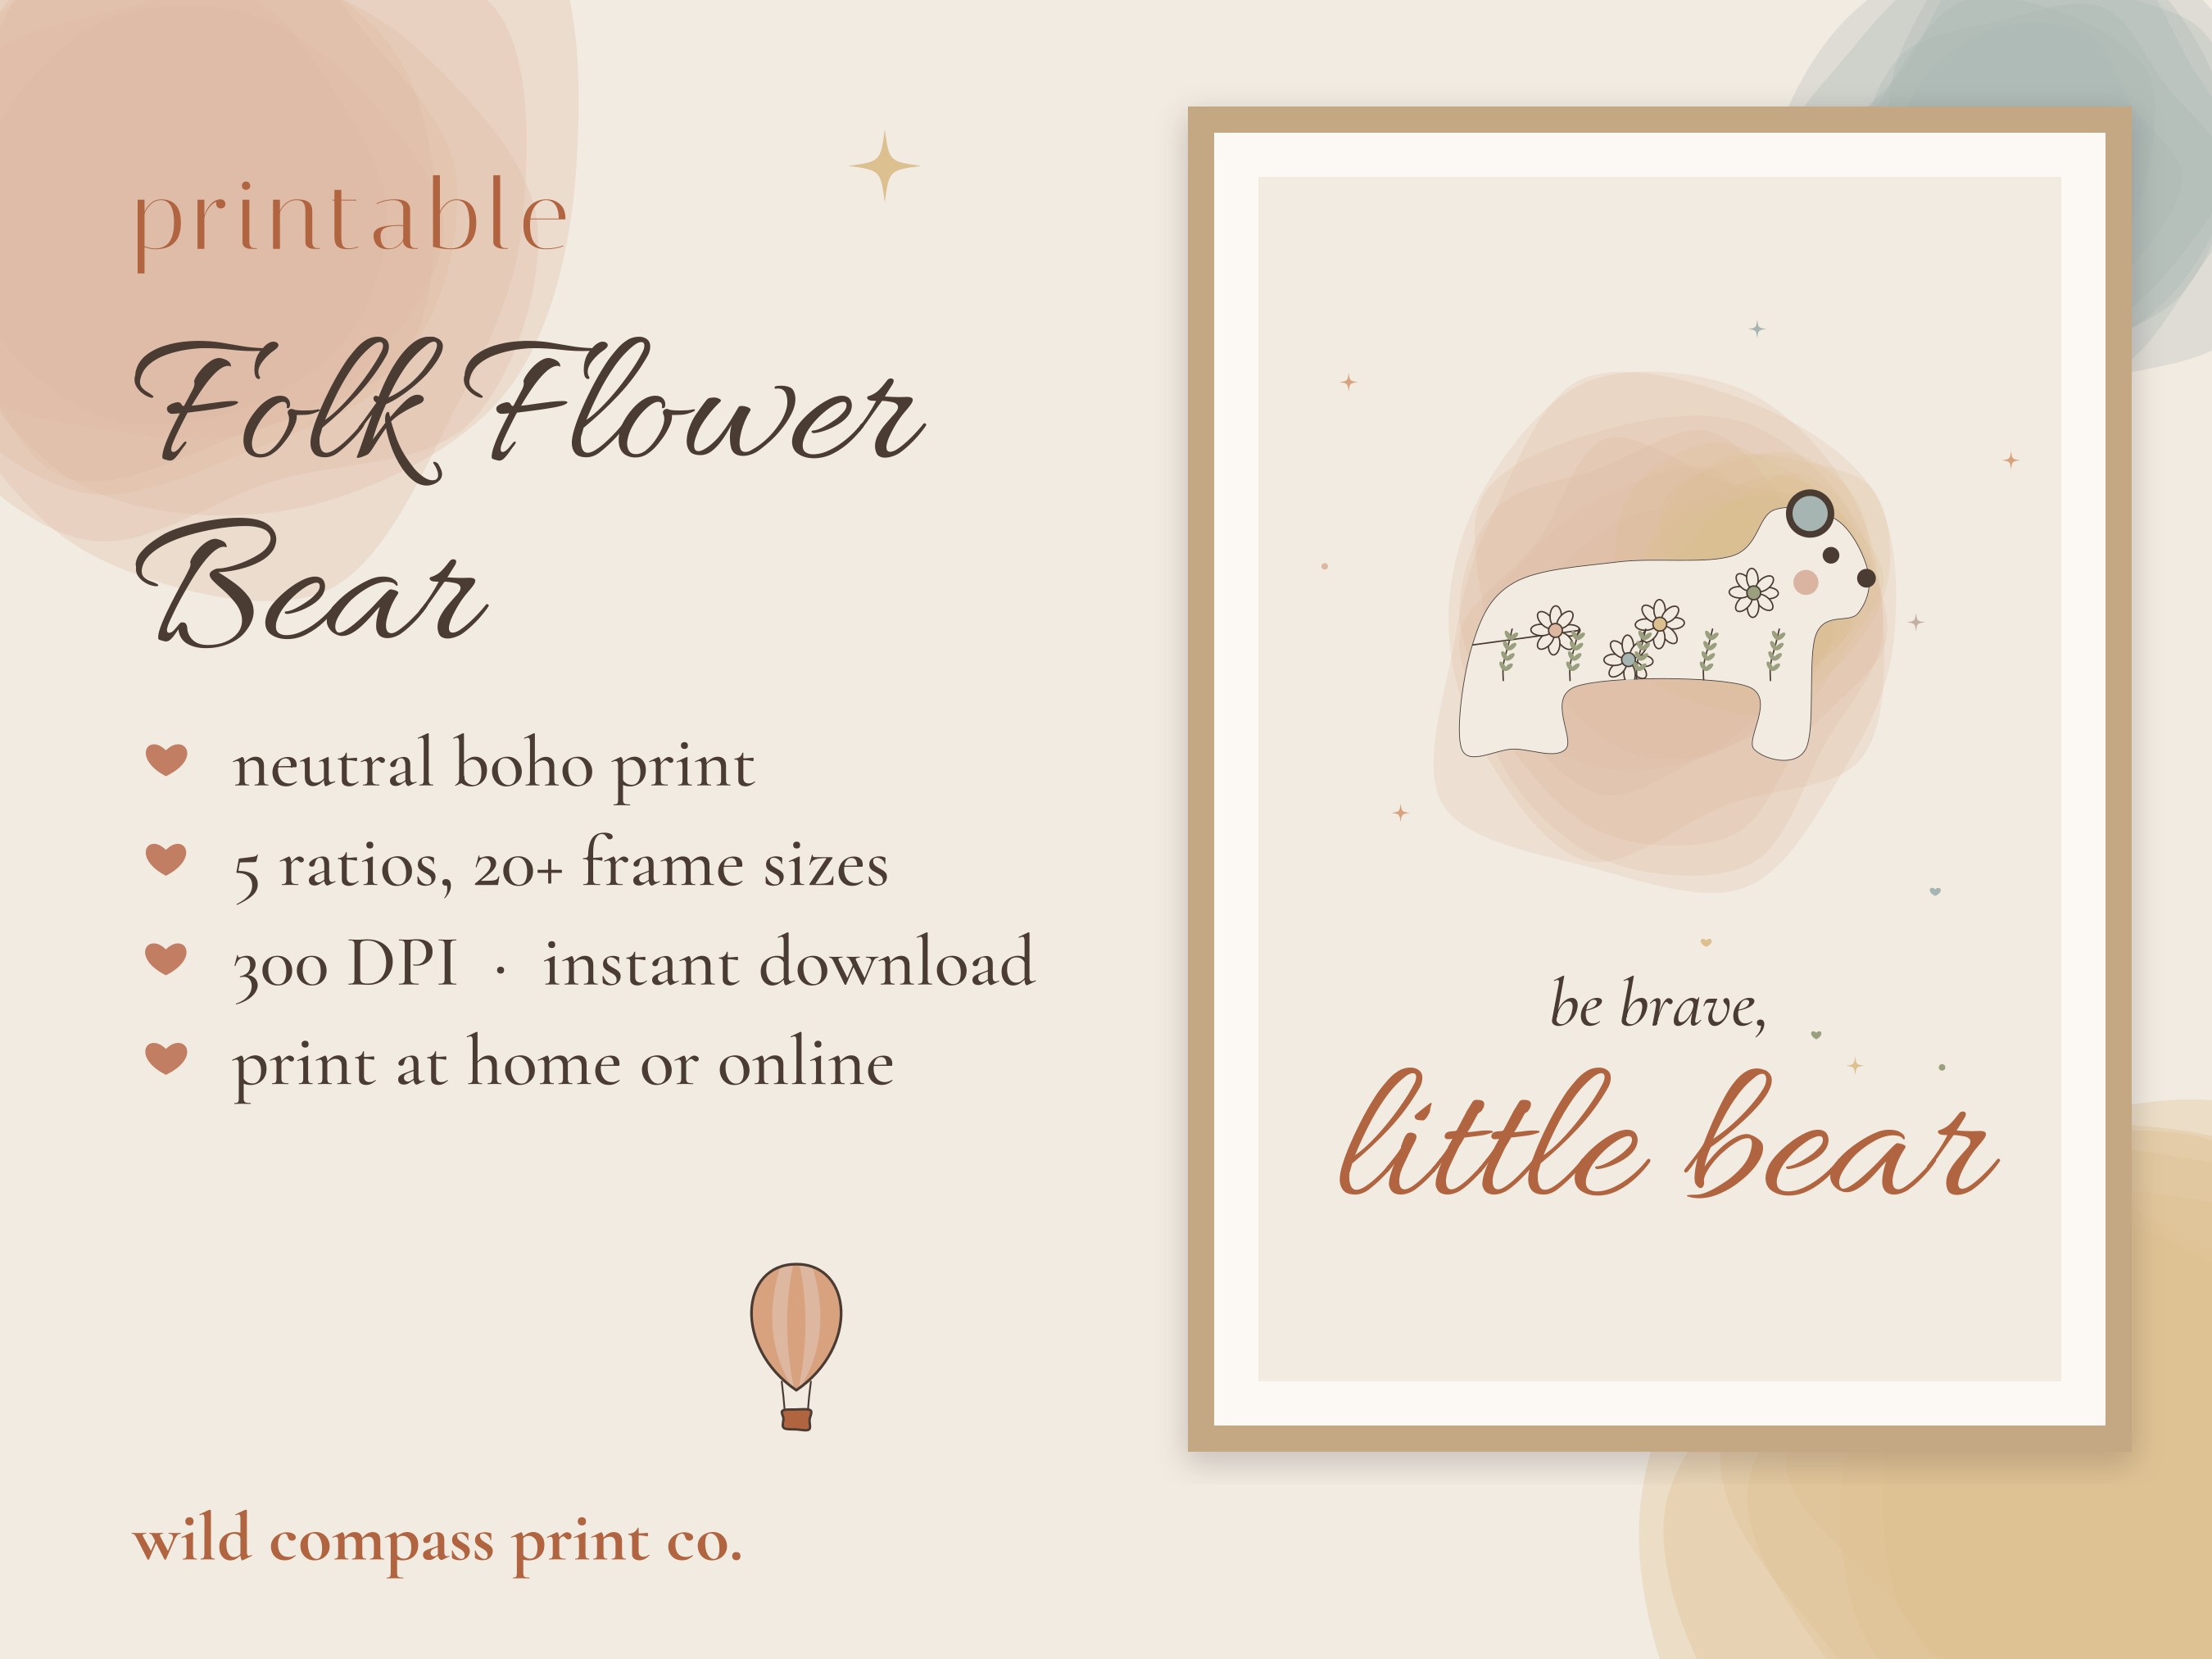 printable
Folk Flower
Bear
neutral boho print
5 ratios, 20+ frame sizes
300 DPI · instant download
print at home or online
wild compass print co.
be brave,
little bear